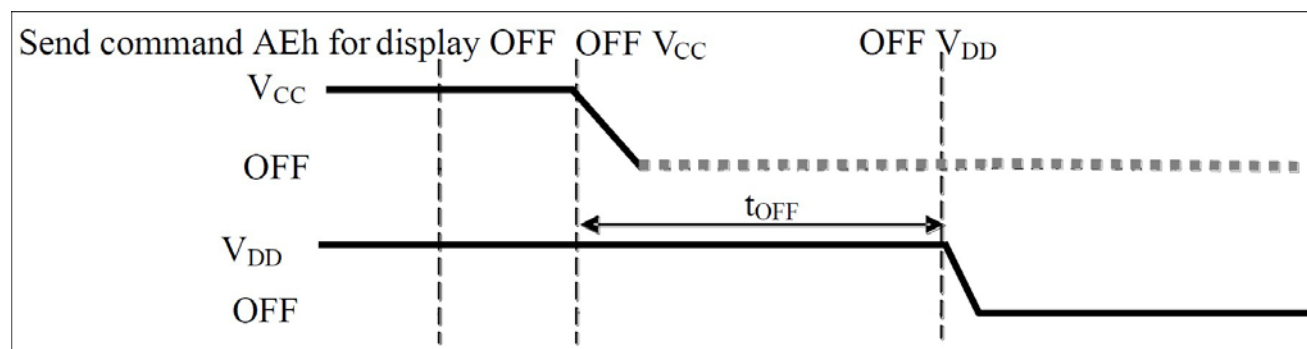 Send command AEh for display OFF OFF VCC OFF VDD
VCC
OFF
tOFF
VDD
OFF